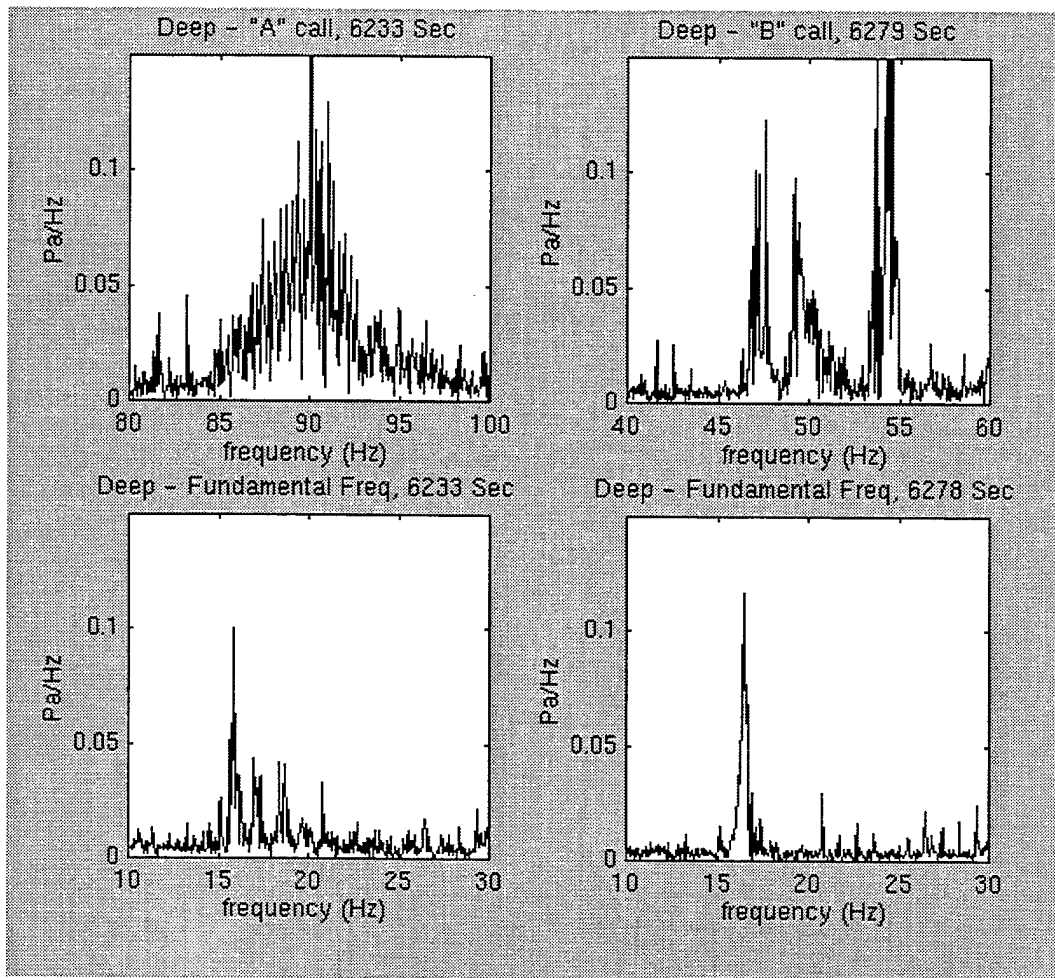 Deep - "A" call, 6233 Sec
Pa/Hz
0.1
0.05
0
80 85 90 95 100
frequency (Hz)
Deep - "B" call, 6279 Sec
Pa/Hz
0.1
0.05
0
40 45 50 55 60
frequency (Hz)
Deep - Fundamental Freq, 6233 Sec
Pa/Hz
0.1
0.05
0
10 15 20 25 30
frequency (Hz)
Deep - Fundamental Freq, 6278 Sec
Pa/Hz
0.1
0.05
0
10 15 20 25 30
frequency (Hz)